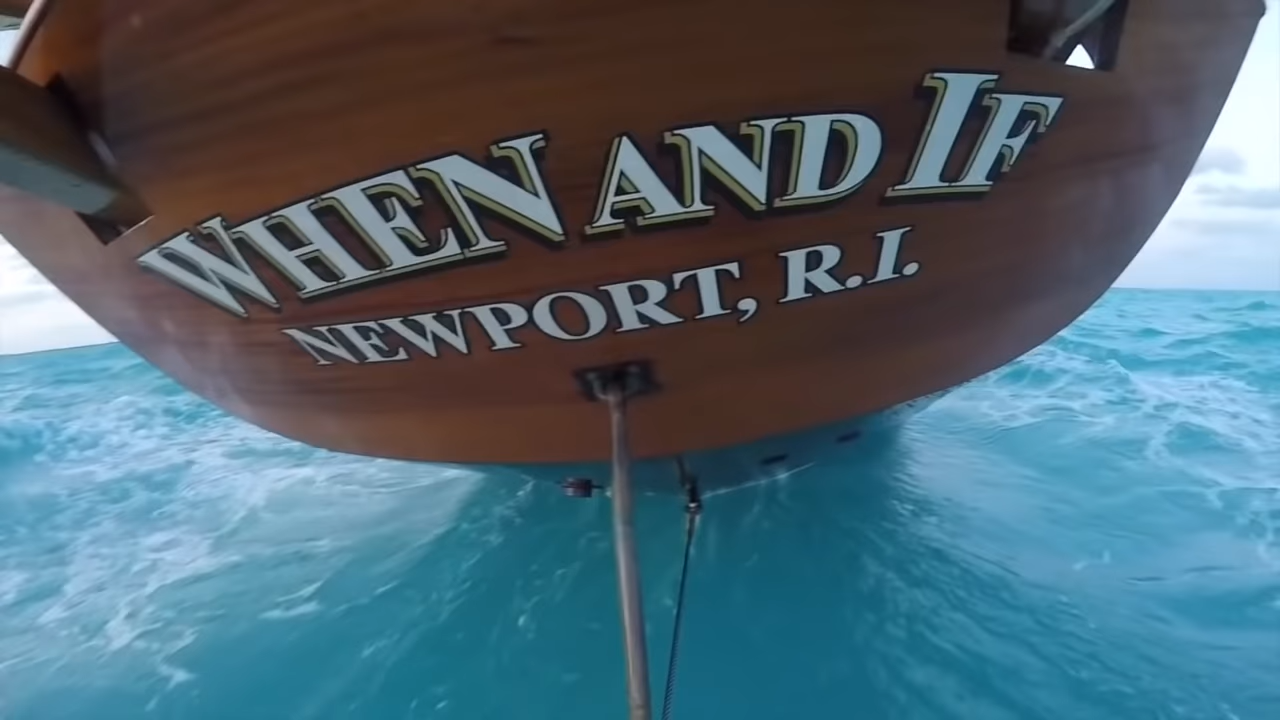 WHEN AND IF
NEWPORT, R.I.